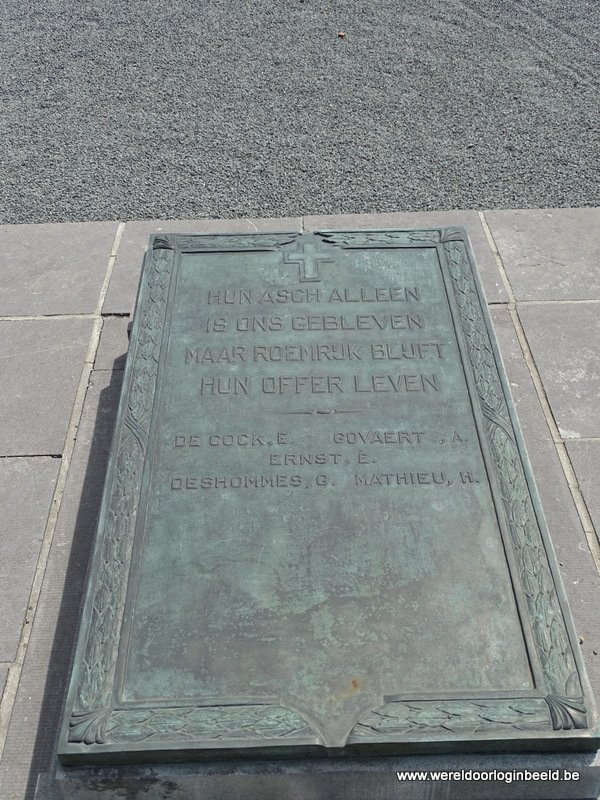 HUN ASCH ALLEEN
IS ONS GEBLEVEN
MAAR ROEMRIJK BLIJFT
HUN OFFER LEVEN
DE COCK, E. GOVAERT, A.
ERNST, E.
DESHOMMES, G. MATHIEU, H.
www.wereldoorloginbeeld.be